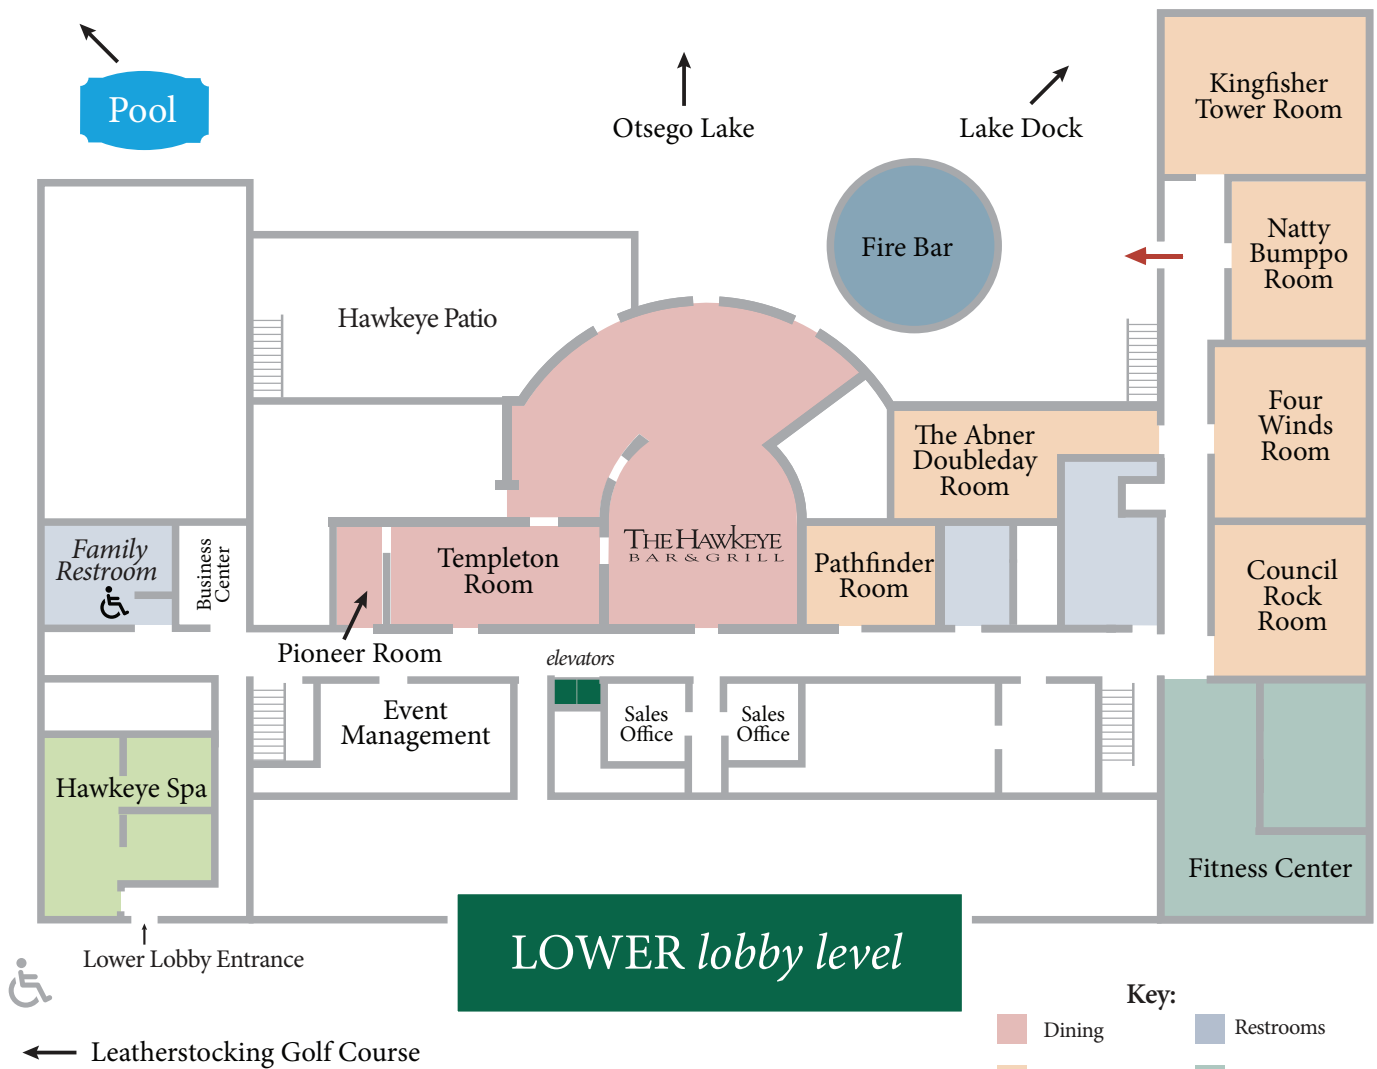 Pool
Otsego Lake
Lake Dock
Kingfisher
Tower Room
Fire Bar
Natty
Bumppo
Room
Hawkeye Patio
Four
Winds
Room
The Abner
Doubleday
Room
Family
Restroom
Business
Center
Templeton
Room
THE HAWKEYE
BAR & GRILL
Pathfinder
Room
Council
Rock
Room
Pioneer Room
elevators
Event
Management
Sales
Office
Sales
Office
Hawkeye Spa
Fitness Center
LOWER lobby level
Lower Lobby Entrance
Key:
Dining
Restrooms
Leatherstocking Golf Course